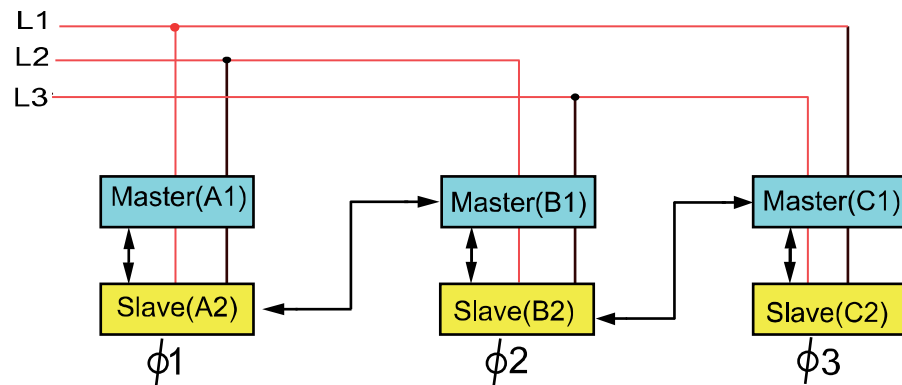 L1
L2
L3
Master(A1) Master(B1) Master(C1)
Slave(A2) Slave(B2) Slave(C2)
ϕ1 ϕ2 ϕ3